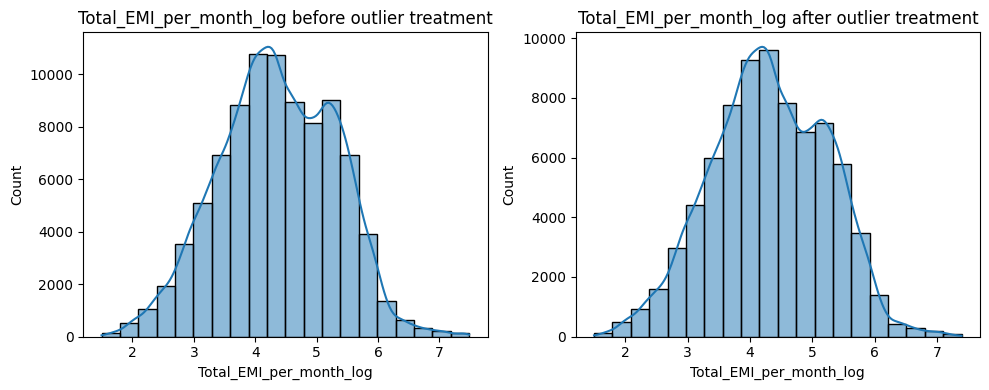 Total_EMI_per_month_log before outlier treatment
10000
8000
6000
4000
2000
0
Count
2 3 4 5 6 7
Total_EMI_per_month_log
Total_EMI_per_month_log after outlier treatment
10000
8000
6000
4000
2000
0
Count
2 3 4 5 6 7
Total_EMI_per_month_log